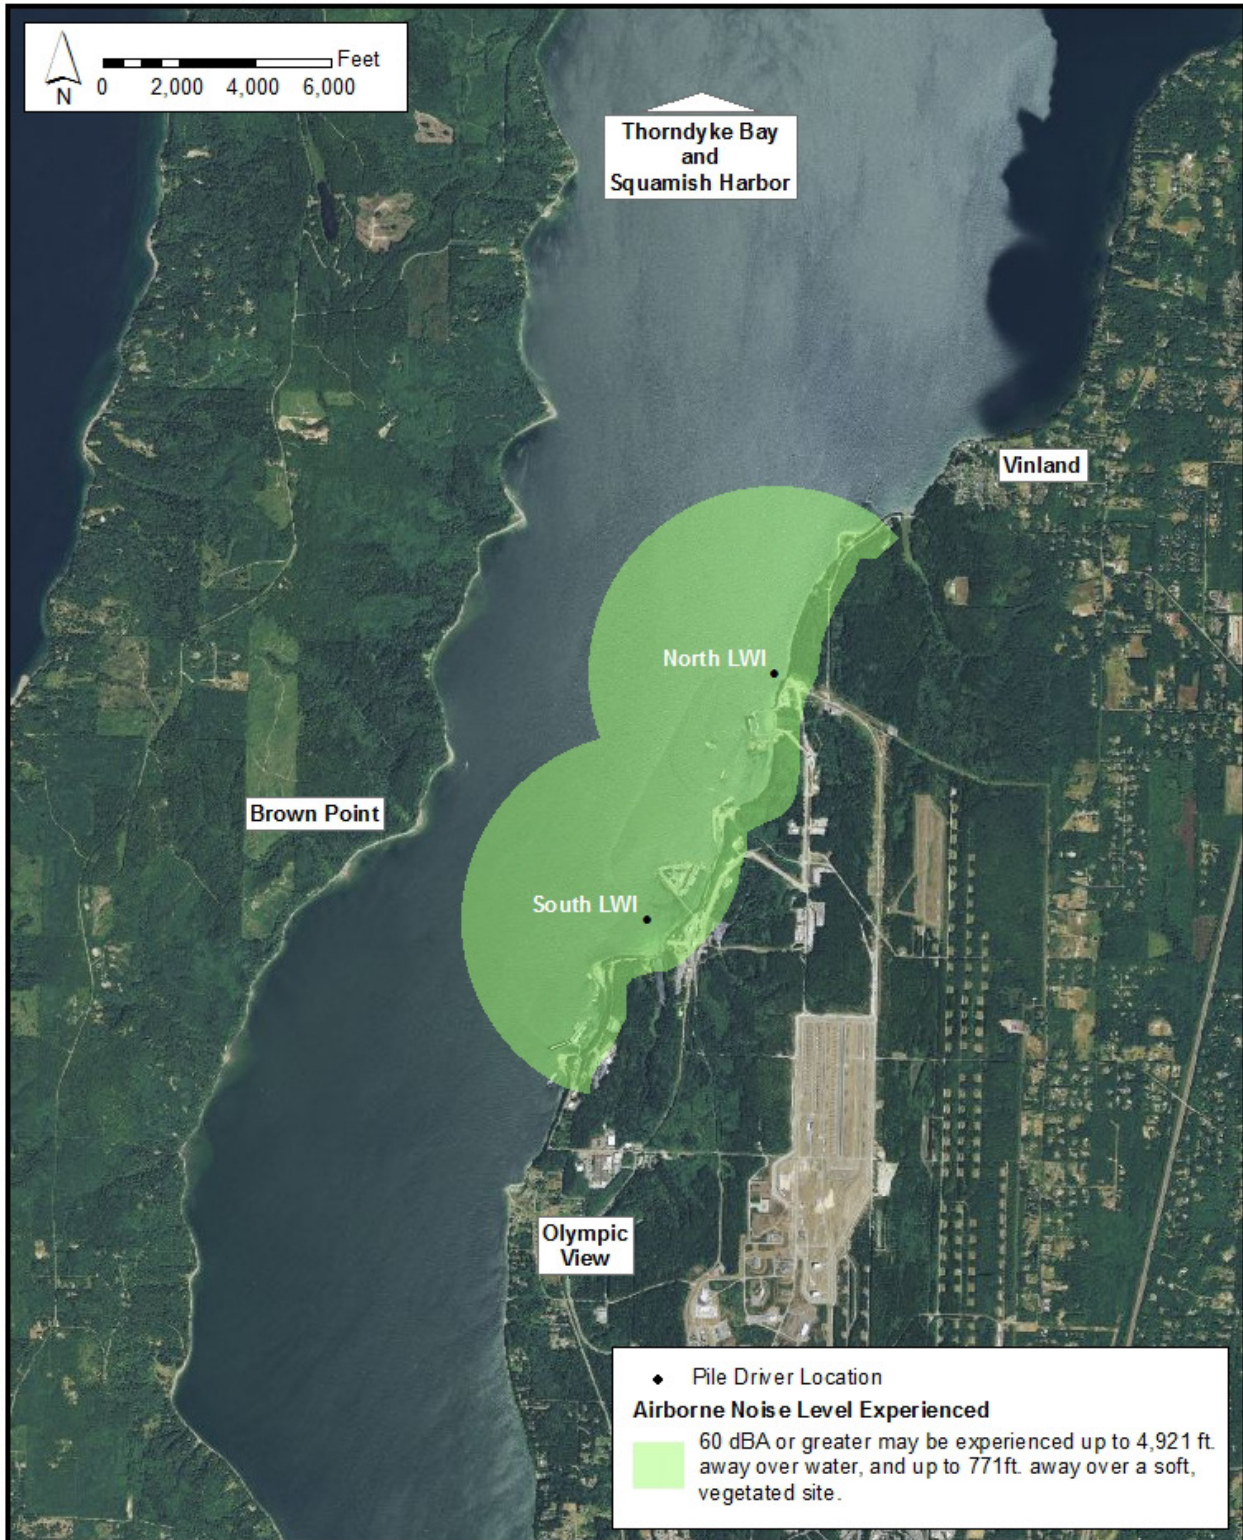 Feet
N
0 2,000 4,000 6,000
Thorndyke Bay
and
Squamish Harbor
Vinland
North LWI
Brown Point
South LWI
Olympic
View
Pile Driver Location
Airborne Noise Level Experienced
60 dBA or greater may be experienced up to 4,921 ft.
away over water, and up to 771ft. away over a soft,
vegetated site.